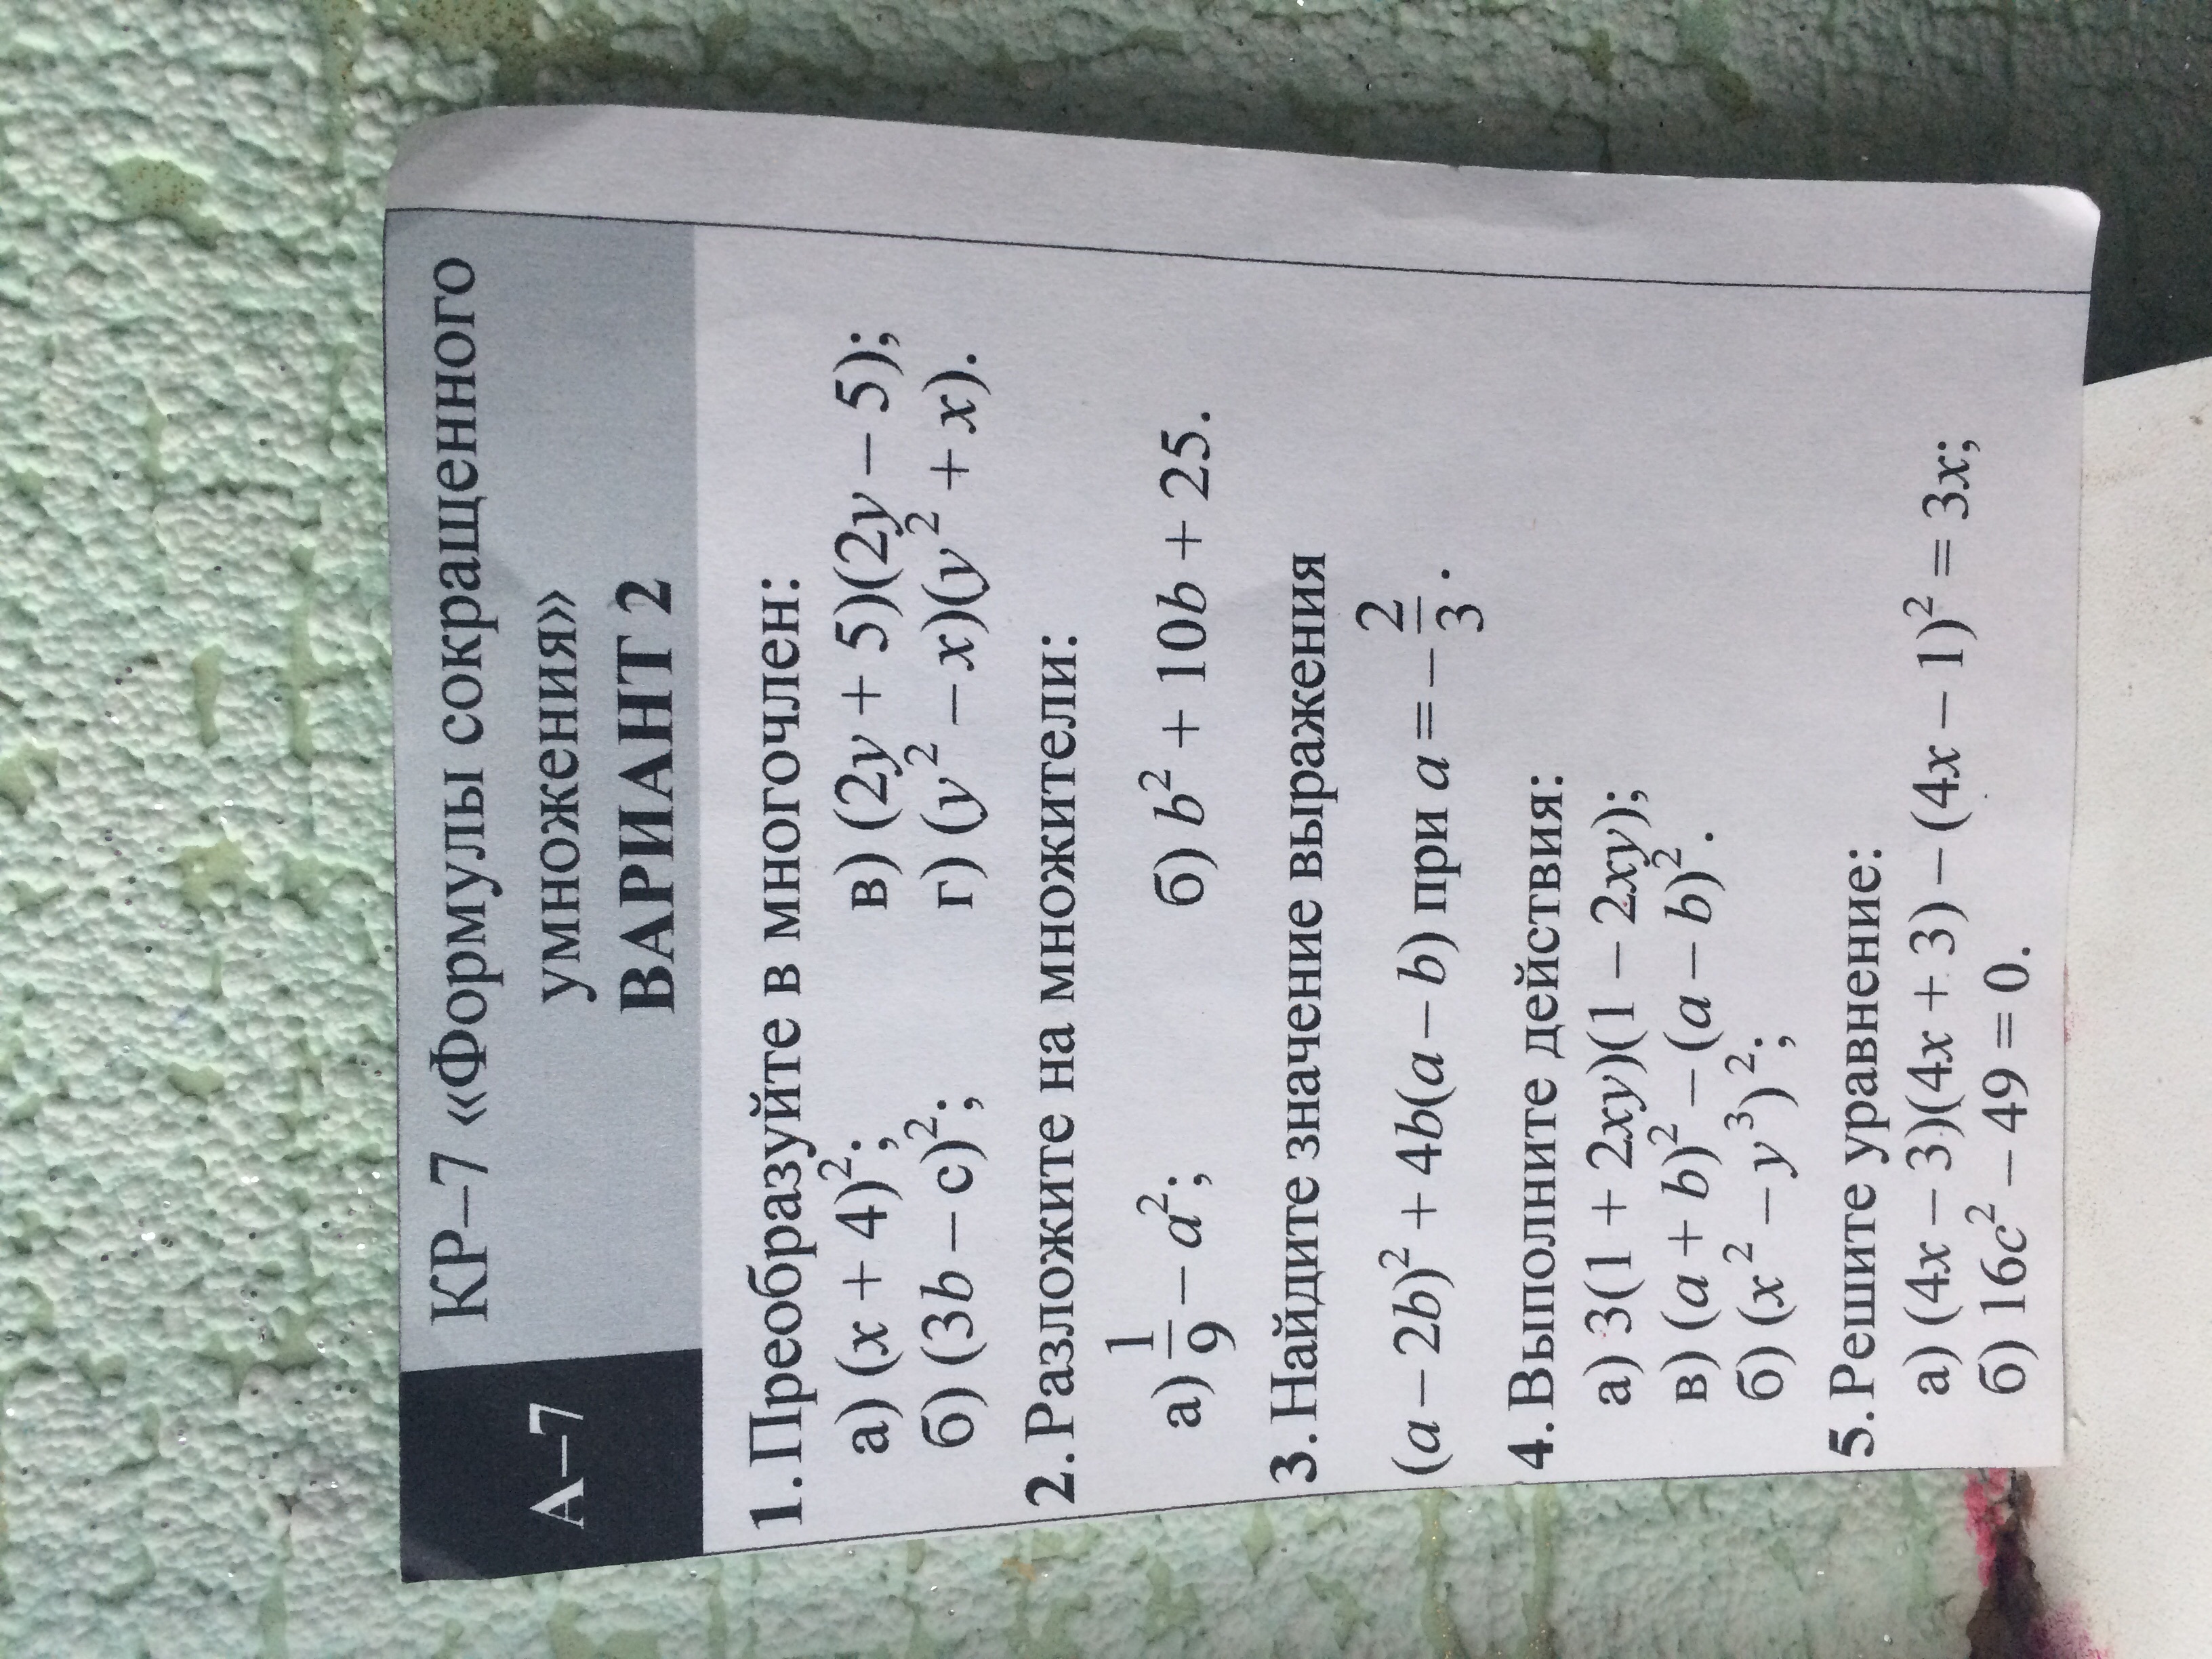 А–7
КР–7 «Формулы сокращенного
умножения»
ВАРИАНТ 2
1. Преобразуйте в многочлен:
а) (x + 4)²; в) (2y + 5)(2y – 5);
б) (3b – c)²; г) (y² – x)(y² + x).
2. Разложите на множители:
а) 1/9 – a²; б) b² + 10b + 25.
3. Найдите значение выражения
(a – 2b)² + 4b(a – b) при a = – 2/3.
4. Выполните действия:
а) 3(1 + 2xy)(1 – 2xy);
в) (a + b)² – (a – b)².
б) (x² – y³)²;
5. Решите уравнение:
а) (4x – 3)(4x + 3) – (4x – 1)² = 3x;
б) 16c² – 49 = 0.